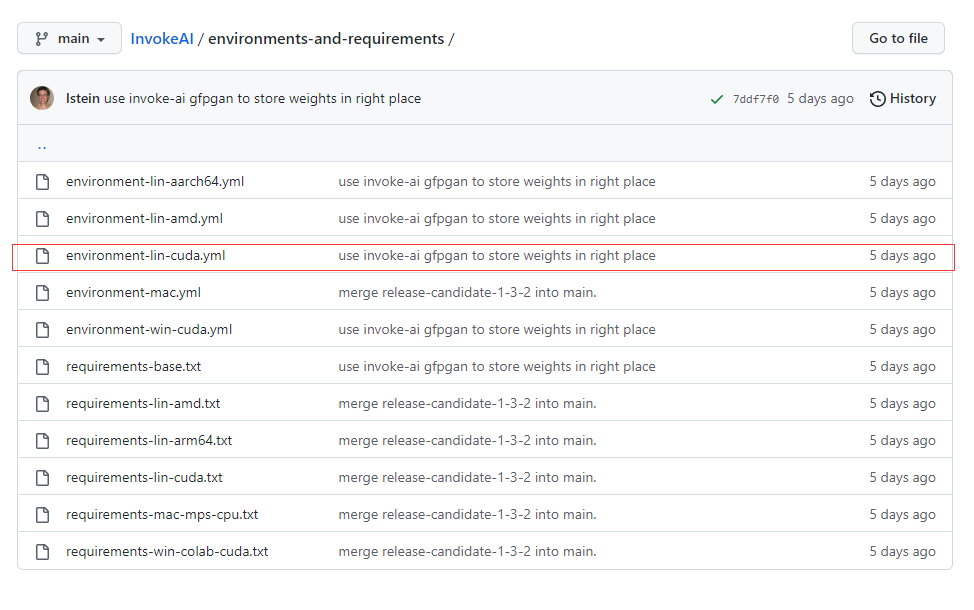 main InvokeAI / environments-and-requirements / Go to file
lstein use invoke-ai gfpgan to store weights in right place 7ddf7f0 5 days ago History
..
environment-lin-aarch64.yml use invoke-ai gfpgan to store weights in right place 5 days ago
environment-lin-amd.yml use invoke-ai gfpgan to store weights in right place 5 days ago
environment-lin-cuda.yml use invoke-ai gfpgan to store weights in right place 5 days ago
environment-mac.yml merge release-candidate-1-3-2 into main. 5 days ago
environment-win-cuda.yml use invoke-ai gfpgan to store weights in right place 5 days ago
requirements-base.txt use invoke-ai gfpgan to store weights in right place 5 days ago
requirements-lin-amd.txt merge release-candidate-1-3-2 into main. 5 days ago
requirements-lin-arm64.txt merge release-candidate-1-3-2 into main. 5 days ago
requirements-lin-cuda.txt merge release-candidate-1-3-2 into main. 5 days ago
requirements-mac-mps-cpu.txt merge release-candidate-1-3-2 into main. 5 days ago
requirements-win-colab-cuda.txt merge release-candidate-1-3-2 into main. 5 days ago